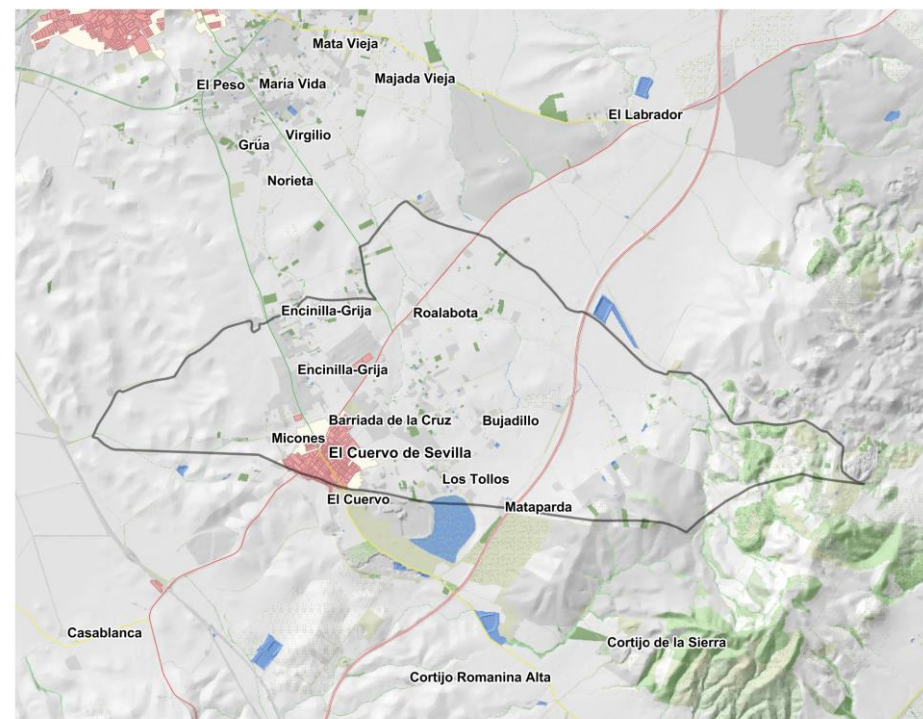 Mata Vieja
El Peso
María Vida
Majada Vieja
El Labrador
Virgilio
Grúa
Norieta
Encinilla-Grija
Roalabota
Encinilla-Grija
Barriada de la Cruz
Bujadillo
Micones
El Cuervo de Sevilla
Los Tollos
El Cuervo
Mataparda
Casablanca
Cortijo de la Sierra
Cortijo Romanina Alta